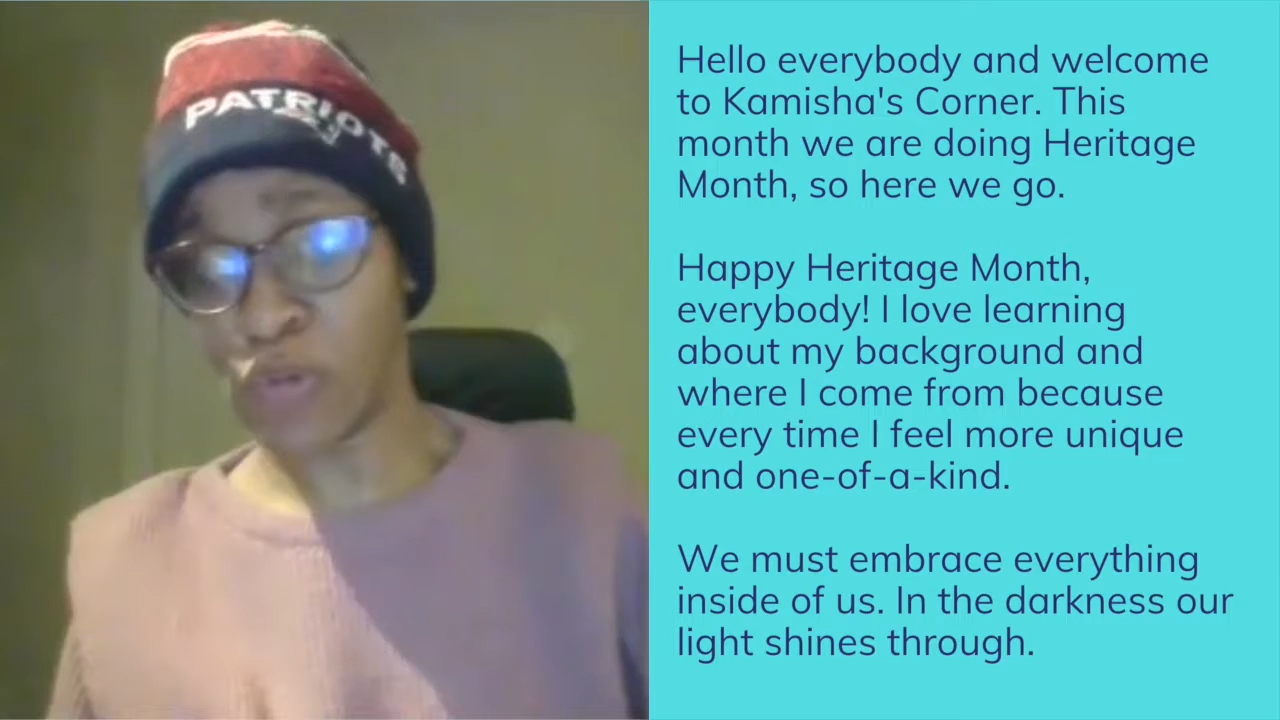 PATRIOTS
Hello everybody and welcome
to Kamisha's Corner. This
month we are doing Heritage
Month, so here we go.
Happy Heritage Month,
everybody! I love learning
about my background and
where I come from because
every time I feel more unique
and one-of-a-kind.
We must embrace everything
inside of us. In the darkness our
light shines through.